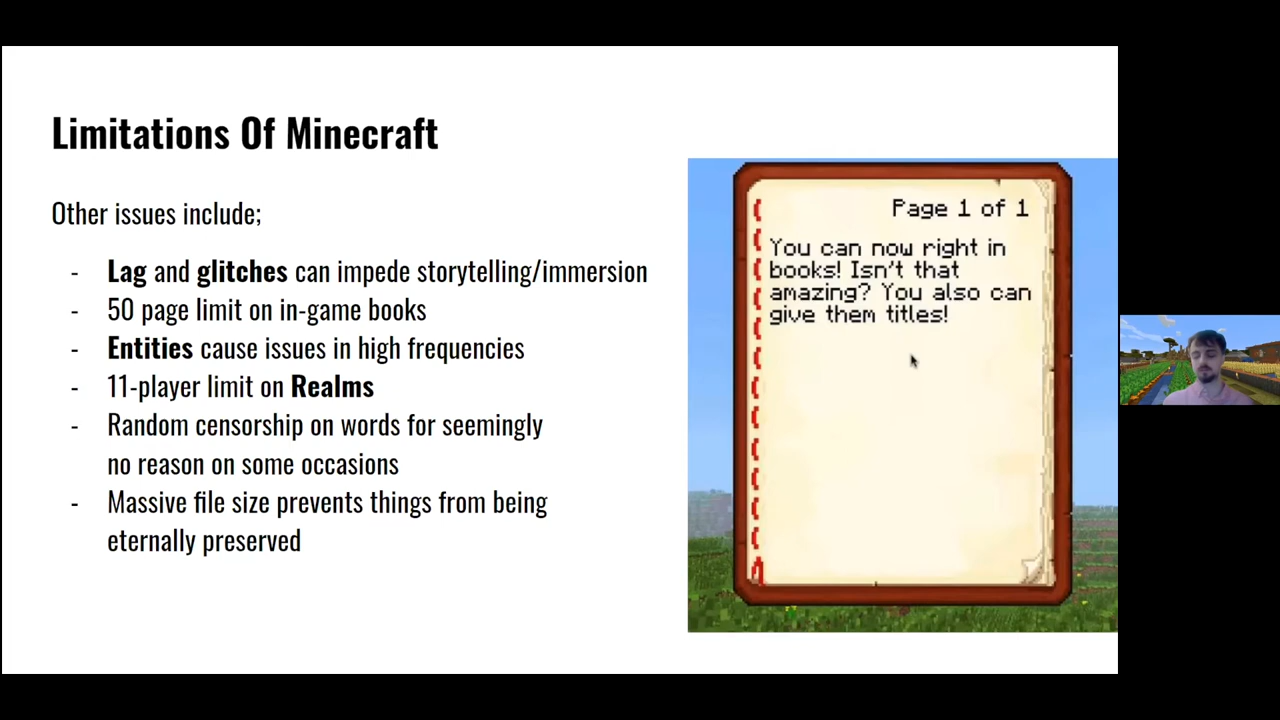 Limitations Of Minecraft
Other issues include;
- Lag and glitches can impede storytelling/immersion
- 50 page limit on in-game books
- Entities cause issues in high frequencies
- 11-player limit on Realms
- Random censorship on words for seemingly
no reason on some occasions
- Massive file size prevents things from being
eternally preserved
Page 1 of 1
You can now right in
books! Isn't that
amazing? You also can
give them titles!